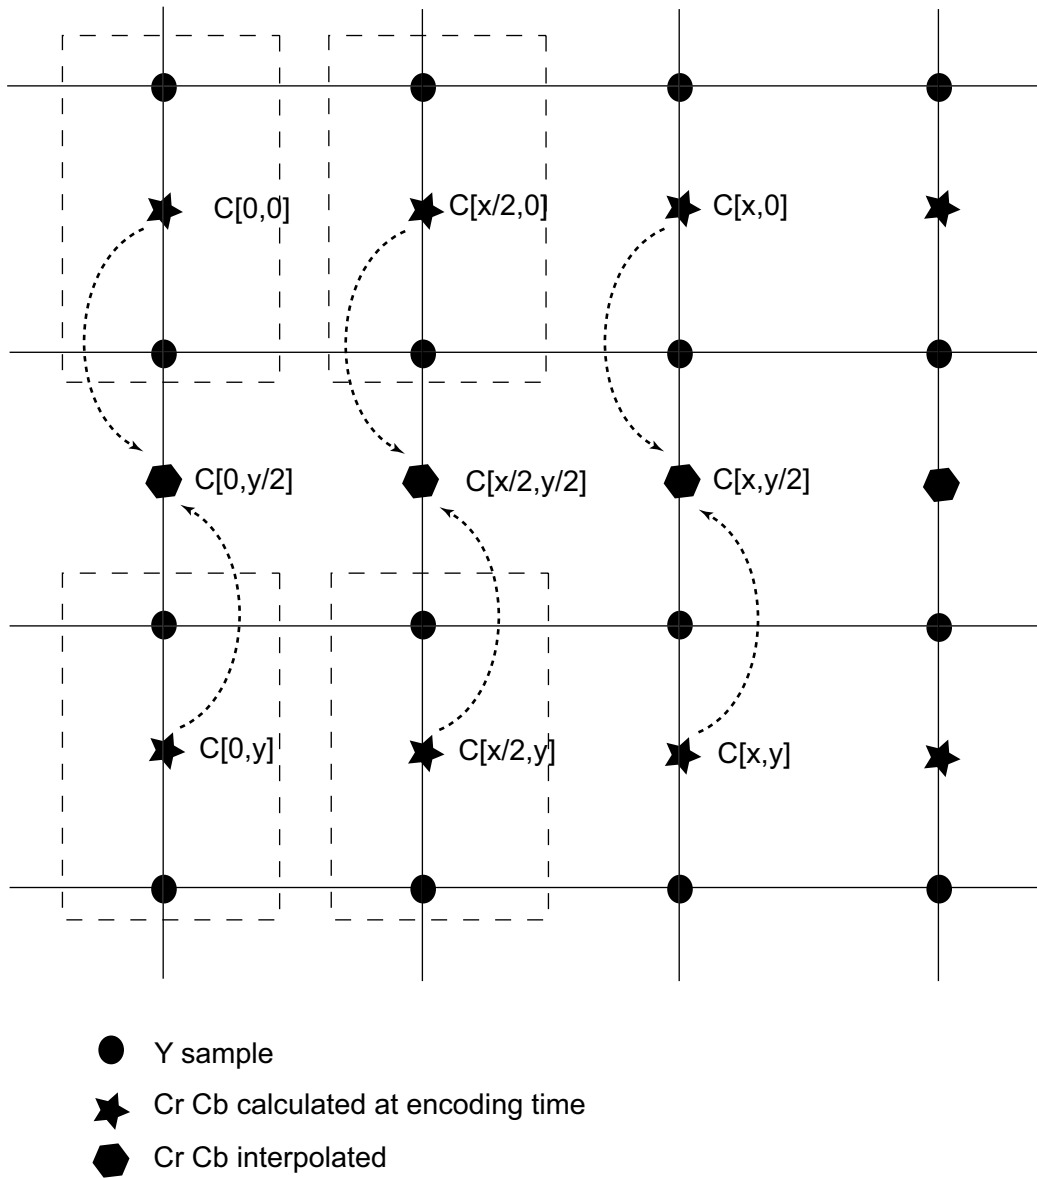 C[0,0]
C[x/2,0]
C[x,0]
C[0,y/2]
C[x/2,y/2]
C[x,y/2]
C[0,y]
C[x/2,y]
C[x,y]
Y sample
Cr Cb calculated at encoding time
Cr Cb interpolated